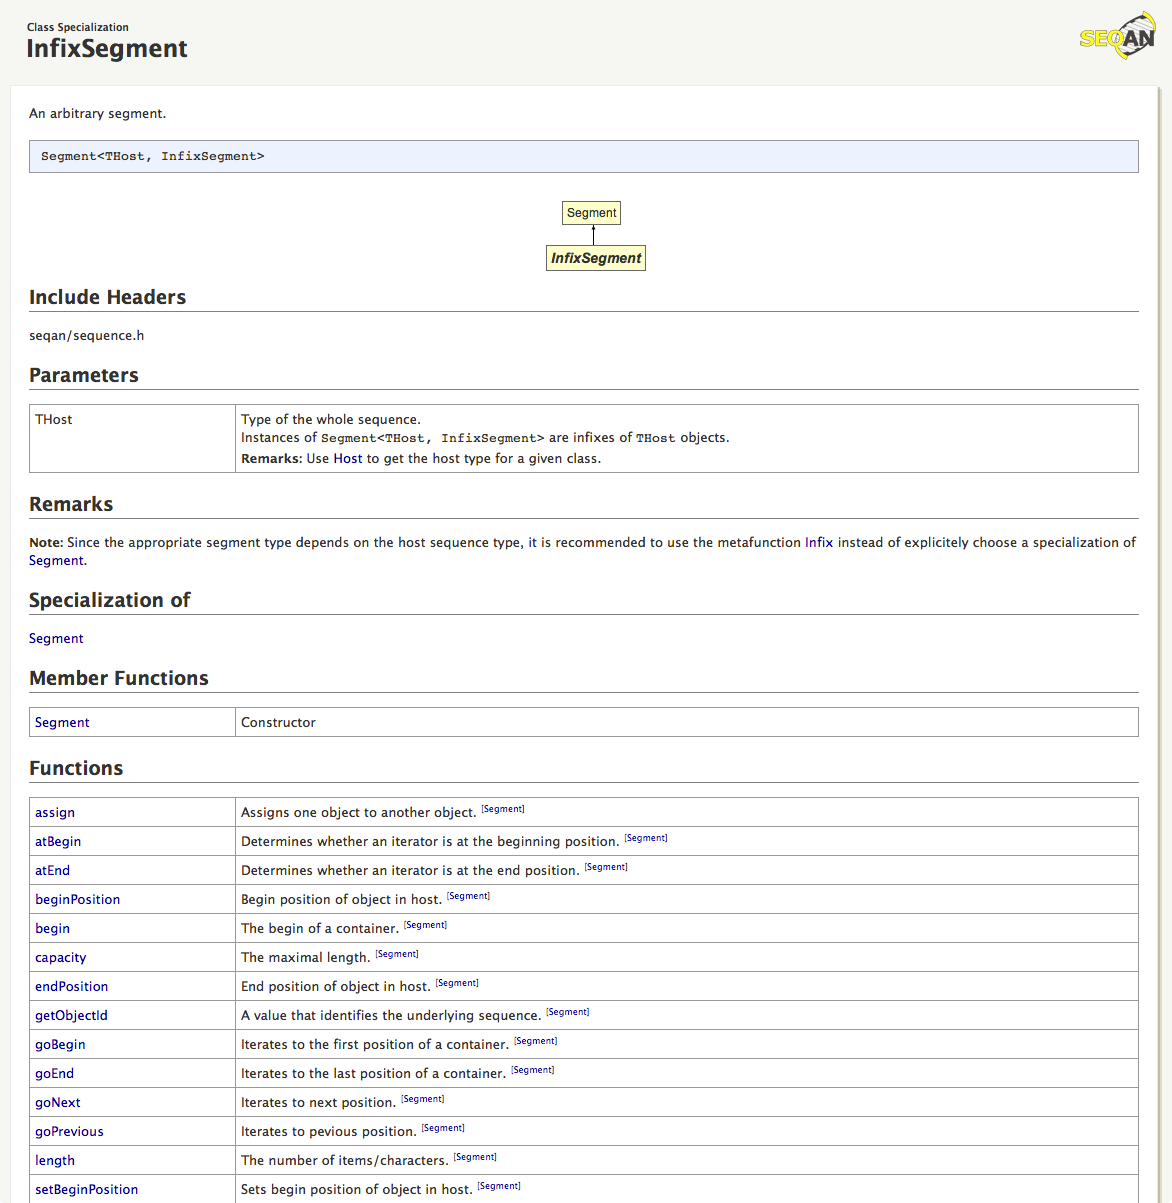 Class Specialization
InfixSegment
SEQAN
An arbitrary segment.
Segment<THost, InfixSegment>
Segment
InfixSegment
Include Headers
seqan/sequence.h
Parameters
THost
Type of the whole sequence.
Instances of Segment<THost, InfixSegment> are infixes of THost objects.
Remarks: Use Host to get the host type for a given class.
Remarks
Note: Since the appropriate segment type depends on the host sequence type, it is recommended to use the metafunction Infix instead of explicitely choose a specialization of
Segment.
Specialization of
Segment
Member Functions
Segment Constructor
Functions
assign Assigns one object to another object. [Segment]
atBegin Determines whether an iterator is at the beginning position. [Segment]
atEnd Determines whether an iterator is at the end position. [Segment]
beginPosition Begin position of object in host. [Segment]
begin The begin of a container. [Segment]
capacity The maximal length. [Segment]
endPosition End position of object in host. [Segment]
getObjectId A value that identifies the underlying sequence. [Segment]
goBegin Iterates to the first position of a container. [Segment]
goEnd Iterates to the last position of a container. [Segment]
goNext Iterates to next position. [Segment]
goPrevious Iterates to pevious position. [Segment]
length The number of items/characters. [Segment]
setBeginPosition Sets begin position of object in host. [Segment]